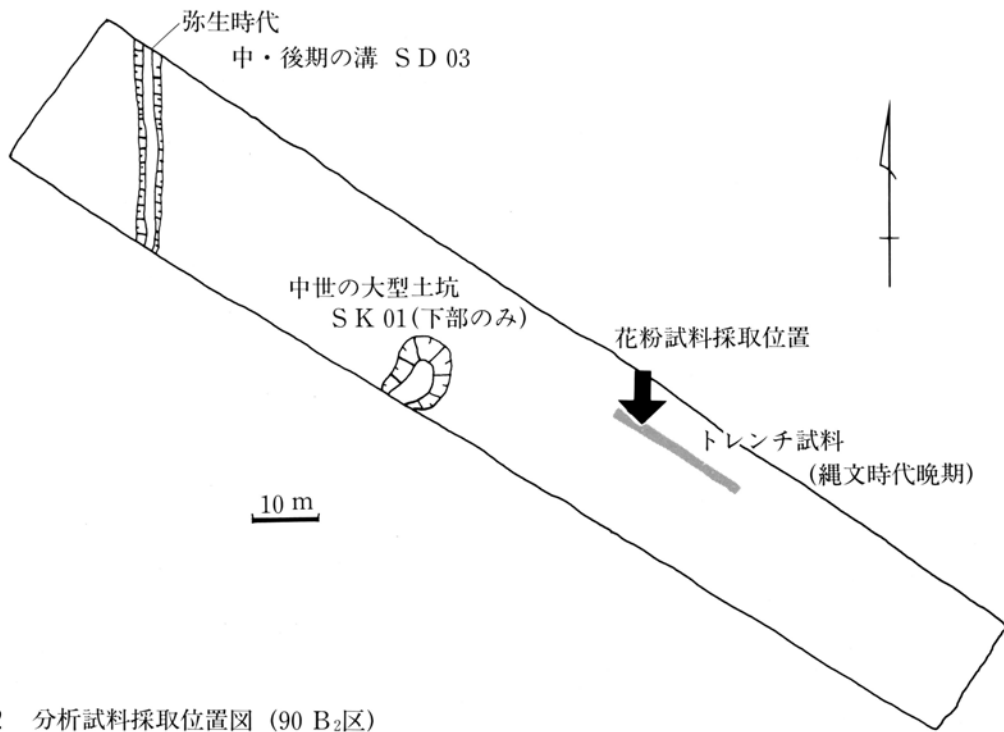 弥生時代
中・後期の溝 SD 03
中世の大型土坑
SK 01(下部のみ)
花粉試料採取位置
トレンチ試料
(縄文時代晩期)
10 m
分析試料採取位置図 (90 B₂区)